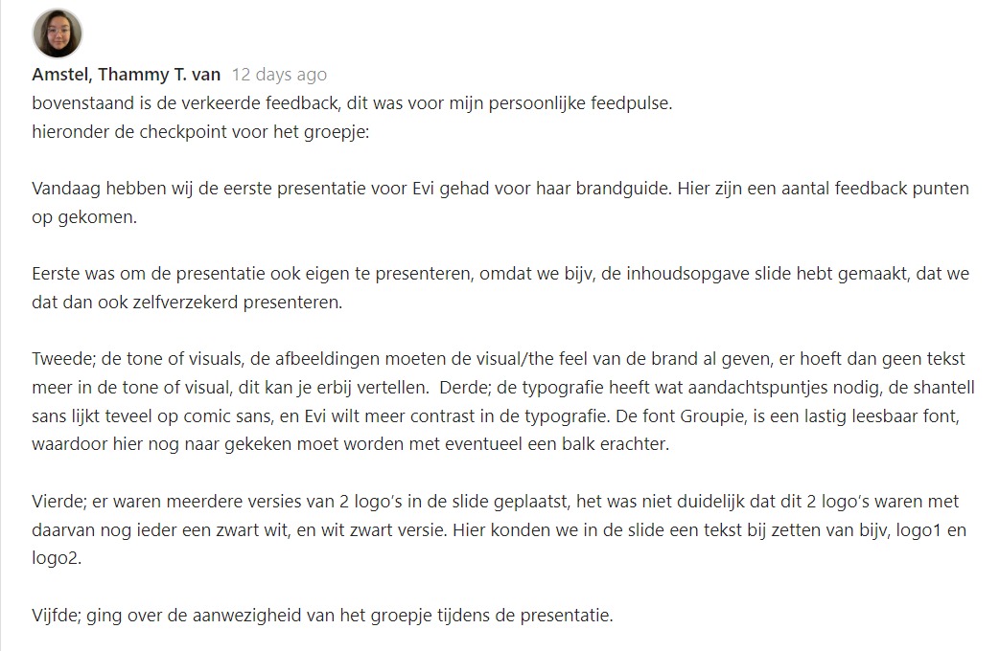 Amstel, Thammy T. van 12 days ago
bovenstaand is de verkeerde feedback, dit was voor mijn persoonlijke feedpulse.
hieronder de checkpoint voor het groepje:
Vandaag hebben wij de eerste presentatie voor Evi gehad voor haar brandguide. Hier zijn een aantal feedback punten
op gekomen.
Eerste was om de presentatie ook eigen te presenteren, omdat we bijv, de inhoudsopgave slide hebt gemaakt, dat we
dat dan ook zelfverzekerd presenteren.
Tweede; de tone of visuals, de afbeeldingen moeten de visual/the feel van de brand al geven, er hoeft dan geen tekst
meer in de tone of visual, dit kan je erbij vertellen.  Derde; de typografie heeft wat aandachtspuntjes nodig, de shantell
sans lijkt teveel op comic sans, en Evi wilt meer contrast in de typografie. De font Groupie, is een lastig leesbaar font,
waardoor hier nog naar gekeken moet worden met eventueel een balk erachter.
Vierde; er waren meerdere versies van 2 logo's in de slide geplaatst, het was niet duidelijk dat dit 2 logo's waren met
daarvan nog ieder een zwart wit, en wit zwart versie. Hier konden we in de slide een tekst bij zetten van bijv, logo1 en
logo2.
Vijfde; ging over de aanwezigheid van het groepje tijdens de presentatie.